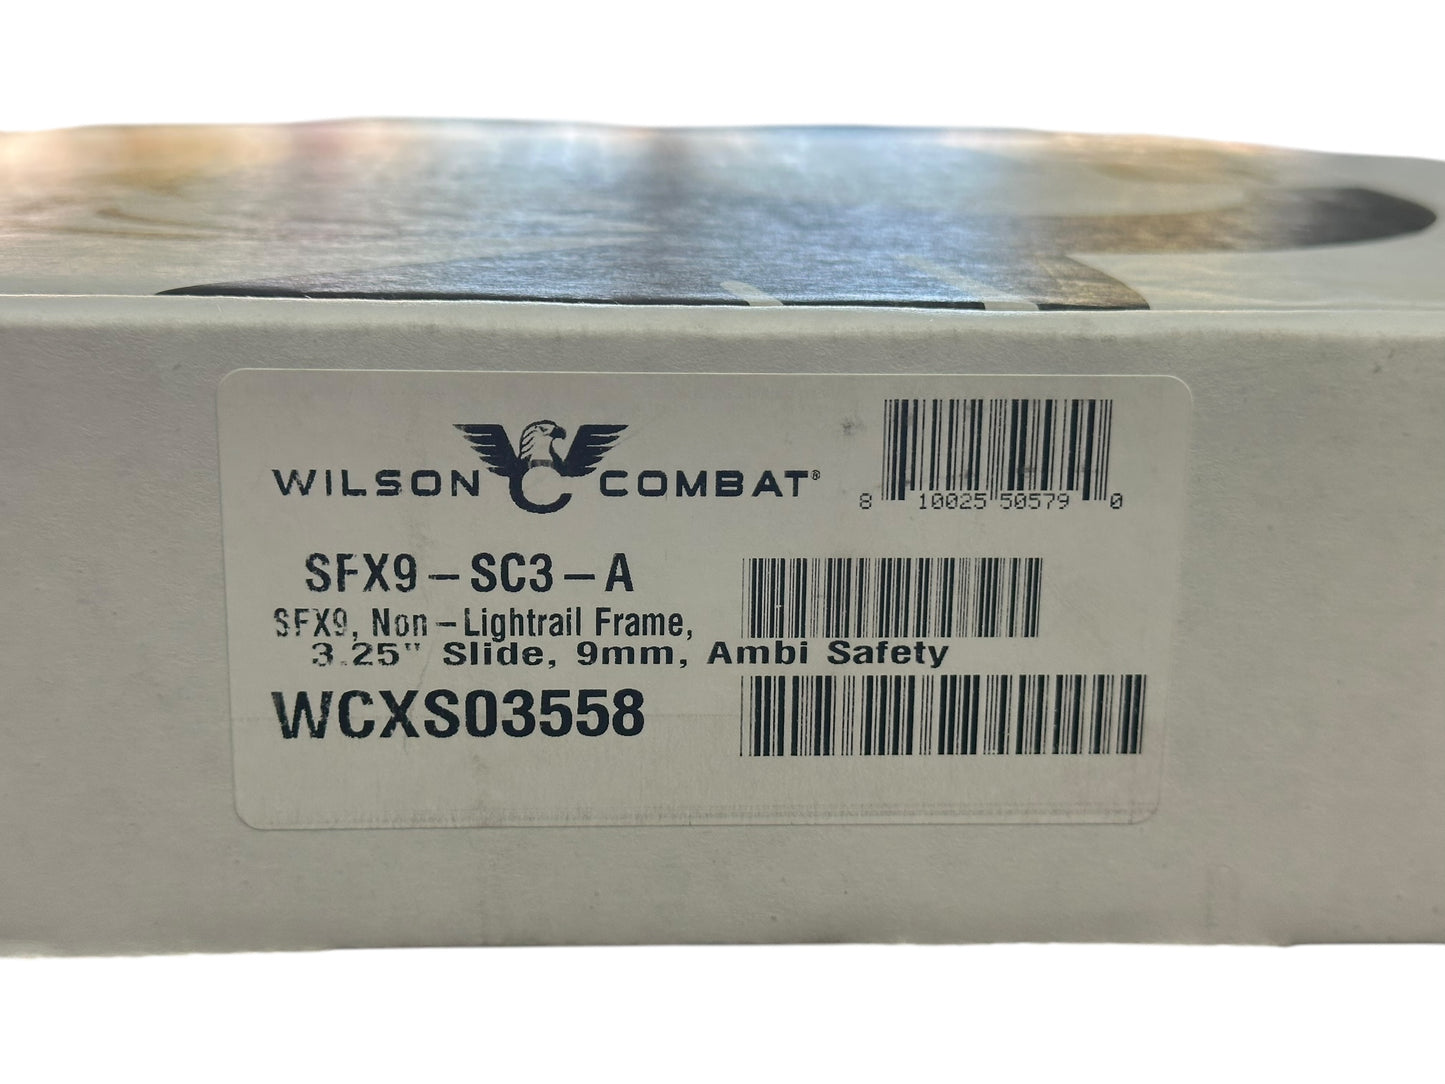 WILSON COMBAT®
8 10025 50579 0
SFX9-SC3-A
SFX9, Non-Lightrail Frame,
3.25" Slide, 9mm, Ambi Safety
WCXS03558